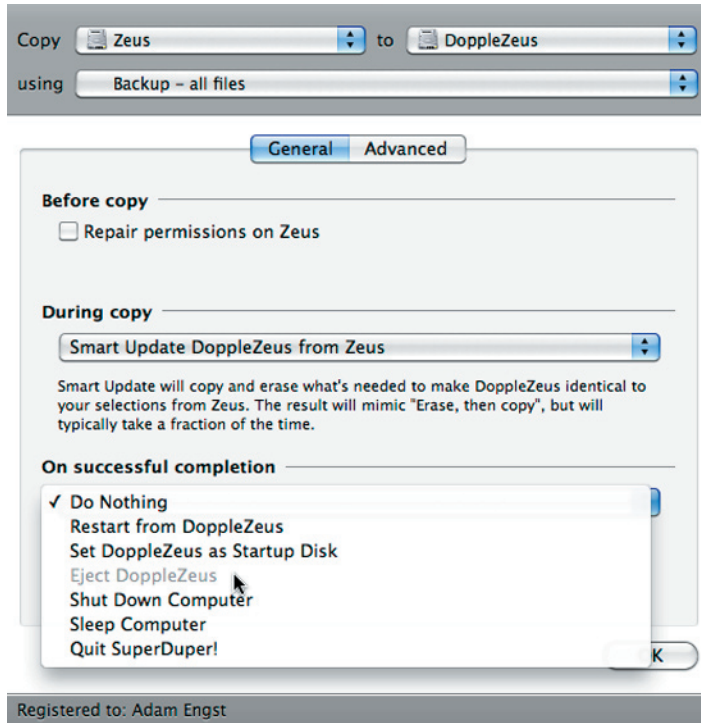 Copy Zeus to DoppleZeus
using Backup – all files
General Advanced
Before copy
Repair permissions on Zeus
During copy
Smart Update DoppleZeus from Zeus
Smart Update will copy and erase what's needed to make DoppleZeus identical to
your selections from Zeus. The result will mimic "Erase, then copy", but will
typically take a fraction of the time.
On successful completion
✓ Do Nothing
Restart from DoppleZeus
Set DoppleZeus as Startup Disk
Eject DoppleZeus
Shut Down Computer
Sleep Computer
Quit SuperDuper!
K
Registered to: Adam Engst